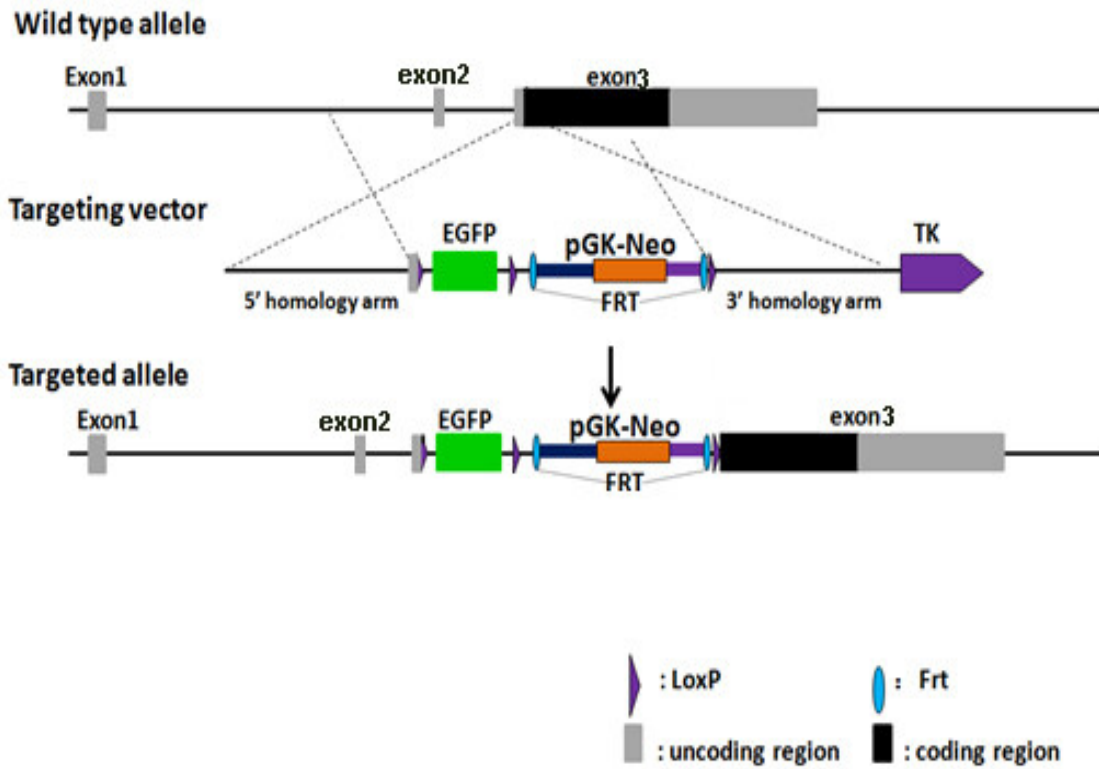 Wild type allele
Exon1
exon2
exon3
Targeting vector
EGFP
pGK-Neo
TK
5' homology arm
FRT
3' homology arm
Targeted allele
Exon1
exon2
EGFP
pGK-Neo
exon3
FRT
: LoxP
: Frt
: uncoding region
: coding region